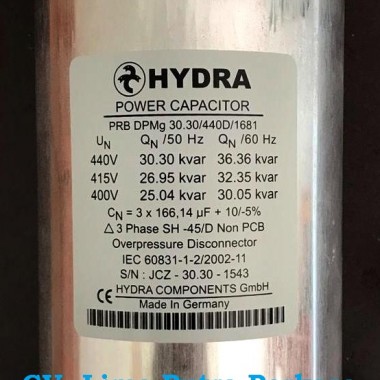 HYDRA
POWER CAPACITOR
PRB DPMg 30.30/440D/1681
UN QN /50 Hz QN /60 Hz
440V 30.30 kvar 36.36 kvar
415V 26.95 kvar 32.35 kvar
400V 25.04 kvar 30.05 kvar
CN = 3 x 166,14 µF + 10/-5%
△ 3 Phase SH -45/D Non PCB
Overpressure Disconnector
IEC 60831-1-2/2002-11
S/N : JCZ - 30.30 - 1543
CE HYDRA COMPONENTS GmbH
Made In Germany